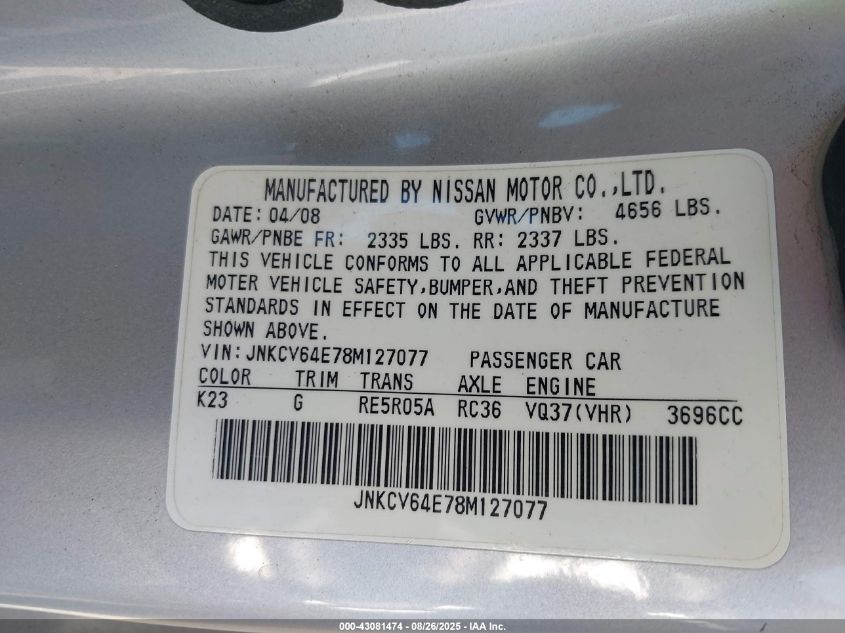 MANUFACTURED BY NISSAN MOTOR CO.,LTD.
DATE: 04/08 GVWR/PNBV: 4656 LBS.
GAWR/PNBE FR: 2335 LBS. RR: 2337 LBS.
THIS VEHICLE CONFORMS TO ALL APPLICABLE FEDERAL
MOTER VEHICLE SAFETY,BUMPER,AND THEFT PREVENTION
STANDARDS IN EFFECT ON THE DATE OF MANUFACTURE
SHOWN ABOVE.
VIN: JNKCV64E78M127077 PASSENGER CAR
COLOR TRIM TRANS AXLE ENGINE
K23 G RE5R05A RC36 VQ37(VHR) 3696CC
JNKCV64E78M127077
000-43081474 - 08/26/2025 - IAA Inc.